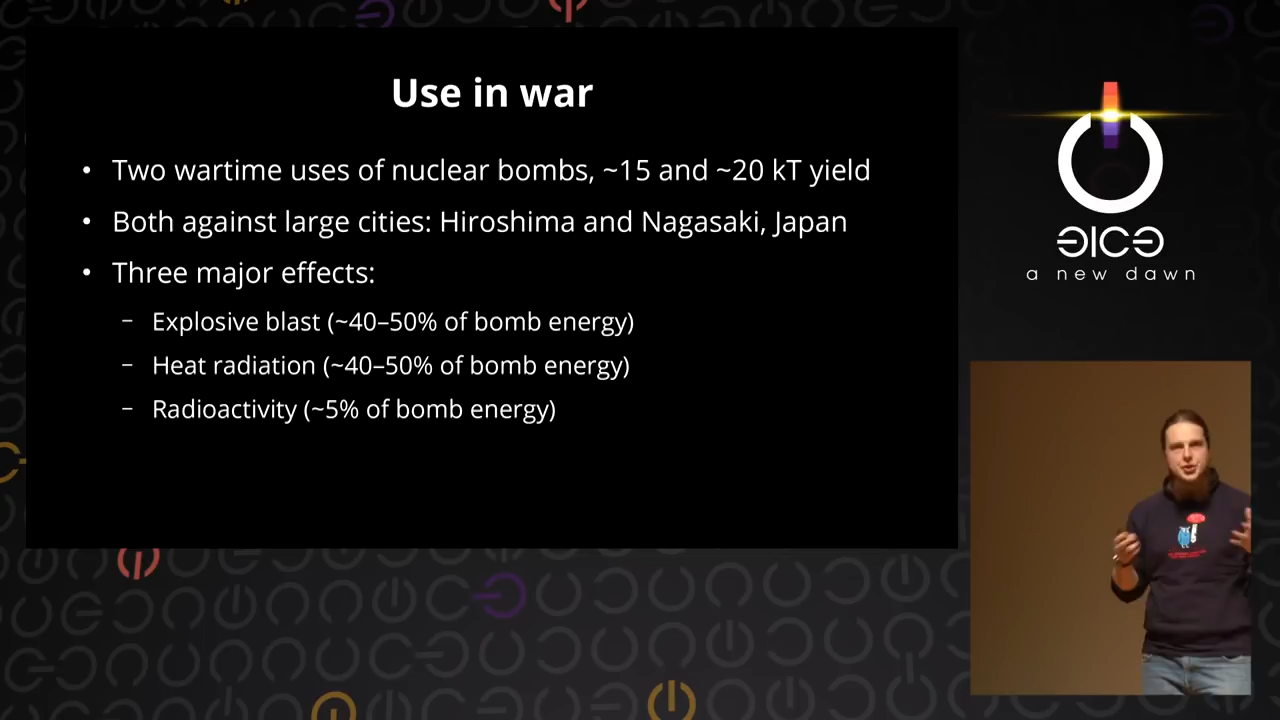 Use in war
• Two wartime uses of nuclear bombs, ~15 and ~20 kT yield
• Both against large cities: Hiroshima and Nagasaki, Japan
• Three major effects:
– Explosive blast (~40–50% of bomb energy)
– Heat radiation (~40–50% of bomb energy)
– Radioactivity (~5% of bomb energy)
a new dawn